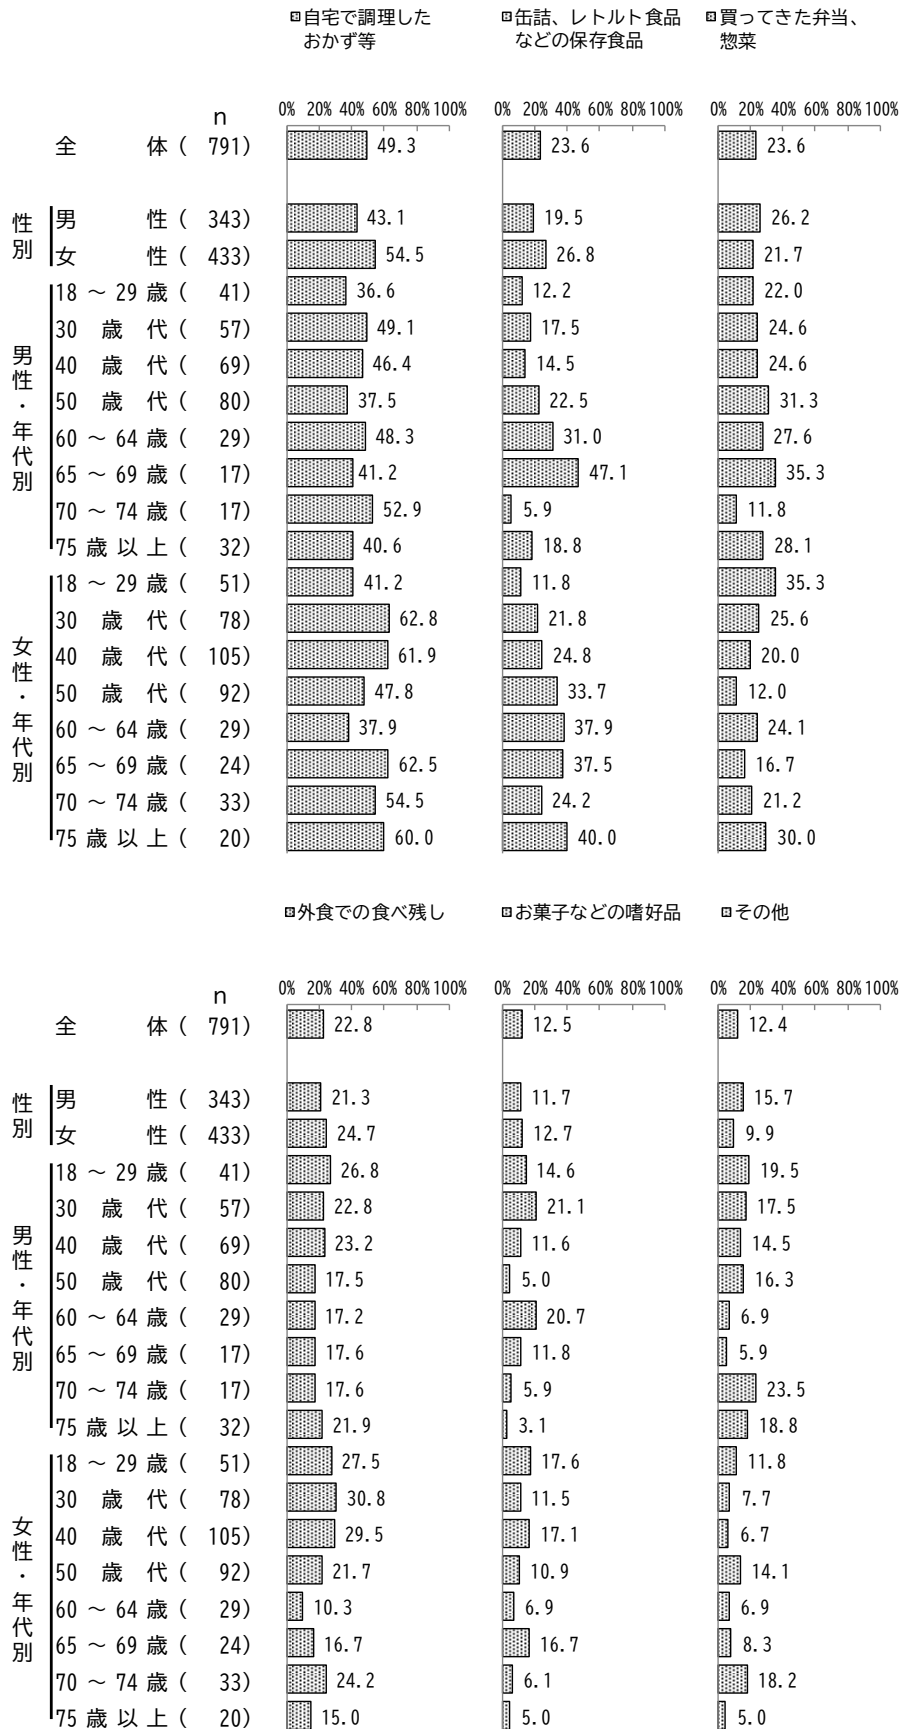 自宅で調理した
おかず等
缶詰、レトルト食品
などの保存食品
買ってきた弁当、
惣菜
n 0% 20% 40% 60% 80% 100% 0% 20% 40% 60% 80% 100% 0% 20% 40% 60% 80% 100%
全体( 791) 49.3 23.6 23.6
性別
男性( 343) 43.1 19.5 26.2
女性( 433) 54.5 26.8 21.7
男性・年代別
18 ～ 29 歳( 41) 36.6 12.2 22.0
30 歳代( 57) 49.1 17.5 24.6
40 歳代( 69) 46.4 14.5 24.6
50 歳代( 80) 37.5 22.5 31.3
60 ～ 64 歳( 29) 48.3 31.0 27.6
65 ～ 69 歳( 17) 41.2 47.1 35.3
70 ～ 74 歳( 17) 52.9 5.9 11.8
75 歳以上( 32) 40.6 18.8 28.1
女性・年代別
18 ～ 29 歳( 51) 41.2 11.8 35.3
30 歳代( 78) 62.8 21.8 25.6
40 歳代( 105) 61.9 24.8 20.0
50 歳代( 92) 47.8 33.7 12.0
60 ～ 64 歳( 29) 37.9 37.9 24.1
65 ～ 69 歳( 24) 62.5 37.5 16.7
70 ～ 74 歳( 33) 54.5 24.2 21.2
75 歳以上( 20) 60.0 40.0 30.0
外食での食べ残し お菓子などの嗜好品 その他
n 0% 20% 40% 60% 80% 100% 0% 20% 40% 60% 80% 100% 0% 20% 40% 60% 80% 100%
全体( 791) 22.8 12.5 12.4
性別
男性( 343) 21.3 11.7 15.7
女性( 433) 24.7 12.7 9.9
男性・年代別
18 ～ 29 歳( 41) 26.8 14.6 19.5
30 歳代( 57) 22.8 21.1 17.5
40 歳代( 69) 23.2 11.6 14.5
50 歳代( 80) 17.5 5.0 16.3
60 ～ 64 歳( 29) 17.2 20.7 6.9
65 ～ 69 歳( 17) 17.6 11.8 5.9
70 ～ 74 歳( 17) 17.6 5.9 23.5
75 歳以上( 32) 21.9 3.1 18.8
女性・年代別
18 ～ 29 歳( 51) 27.5 17.6 11.8
30 歳代( 78) 30.8 11.5 7.7
40 歳代( 105) 29.5 17.1 6.7
50 歳代( 92) 21.7 10.9 14.1
60 ～ 64 歳( 29) 10.3 6.9 6.9
65 ～ 69 歳( 24) 16.7 16.7 8.3
70 ～ 74 歳( 33) 24.2 6.1 18.2
75 歳以上( 20) 15.0 5.0 5.0